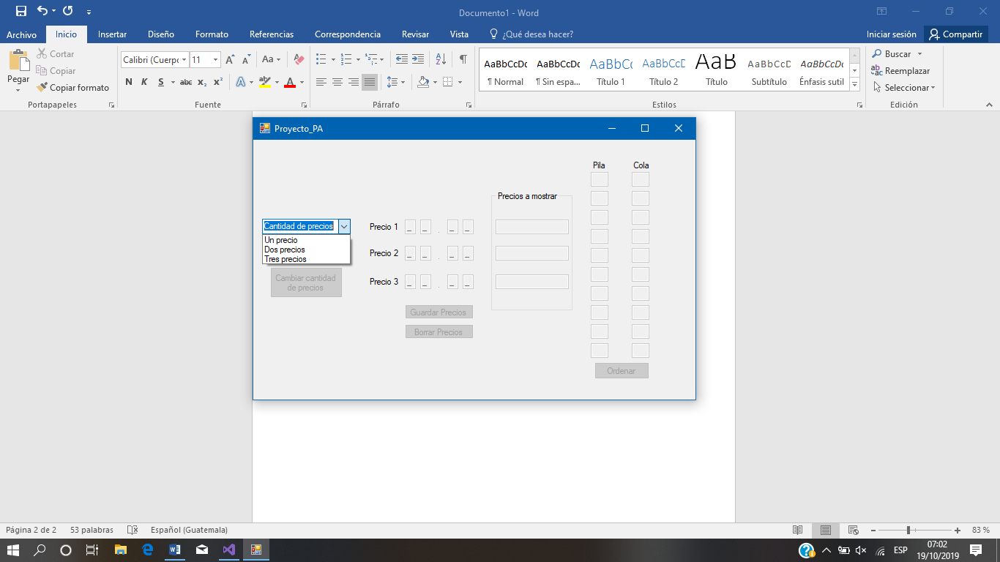 Documento1 - Word
Archivo Inicio Insertar Diseño Formato Referencias Correspondencia Revisar Vista ¿Qué desea hacer? Iniciar sesión Compartir
Pegar
Cortar
Copiar
Copiar formato
Portapapeles
Calibri (Cuerpo 11 Aa
N K S abc x₂ x² A aby A
Fuente
Párrafo
AaBbCcDc AaBbCcDc AaBbCc AaBbCcD AaB AaBbCcD AaBbCcDc
¶ Normal ¶ Sin espa... Título 1 Título 2 Título Subtítulo Énfasis sutil
Estilos
Buscar
Reemplazar
Seleccionar
Edición
Proyecto_PA
Cantidad de precios
Un precio
Dos precios
Tres precios
Cambiar cantidad
de precios
Precio 1 _ _ . _ _
Precio 2 _ _ . _ _
Precio 3 _ _ . _ _
Guardar Precios
Borrar Precios
Precios a mostrar
Pila Cola
Ordenar
Página 2 de 2 53 palabras Español (Guatemala) 83 %
ESP
07:02
19/10/2019